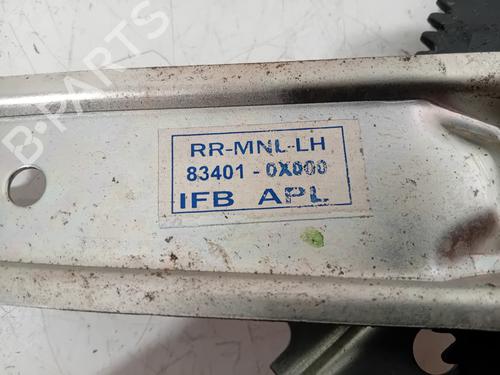 RR-MNL-LH
83401-0X000
IFB APL
B-PARTS